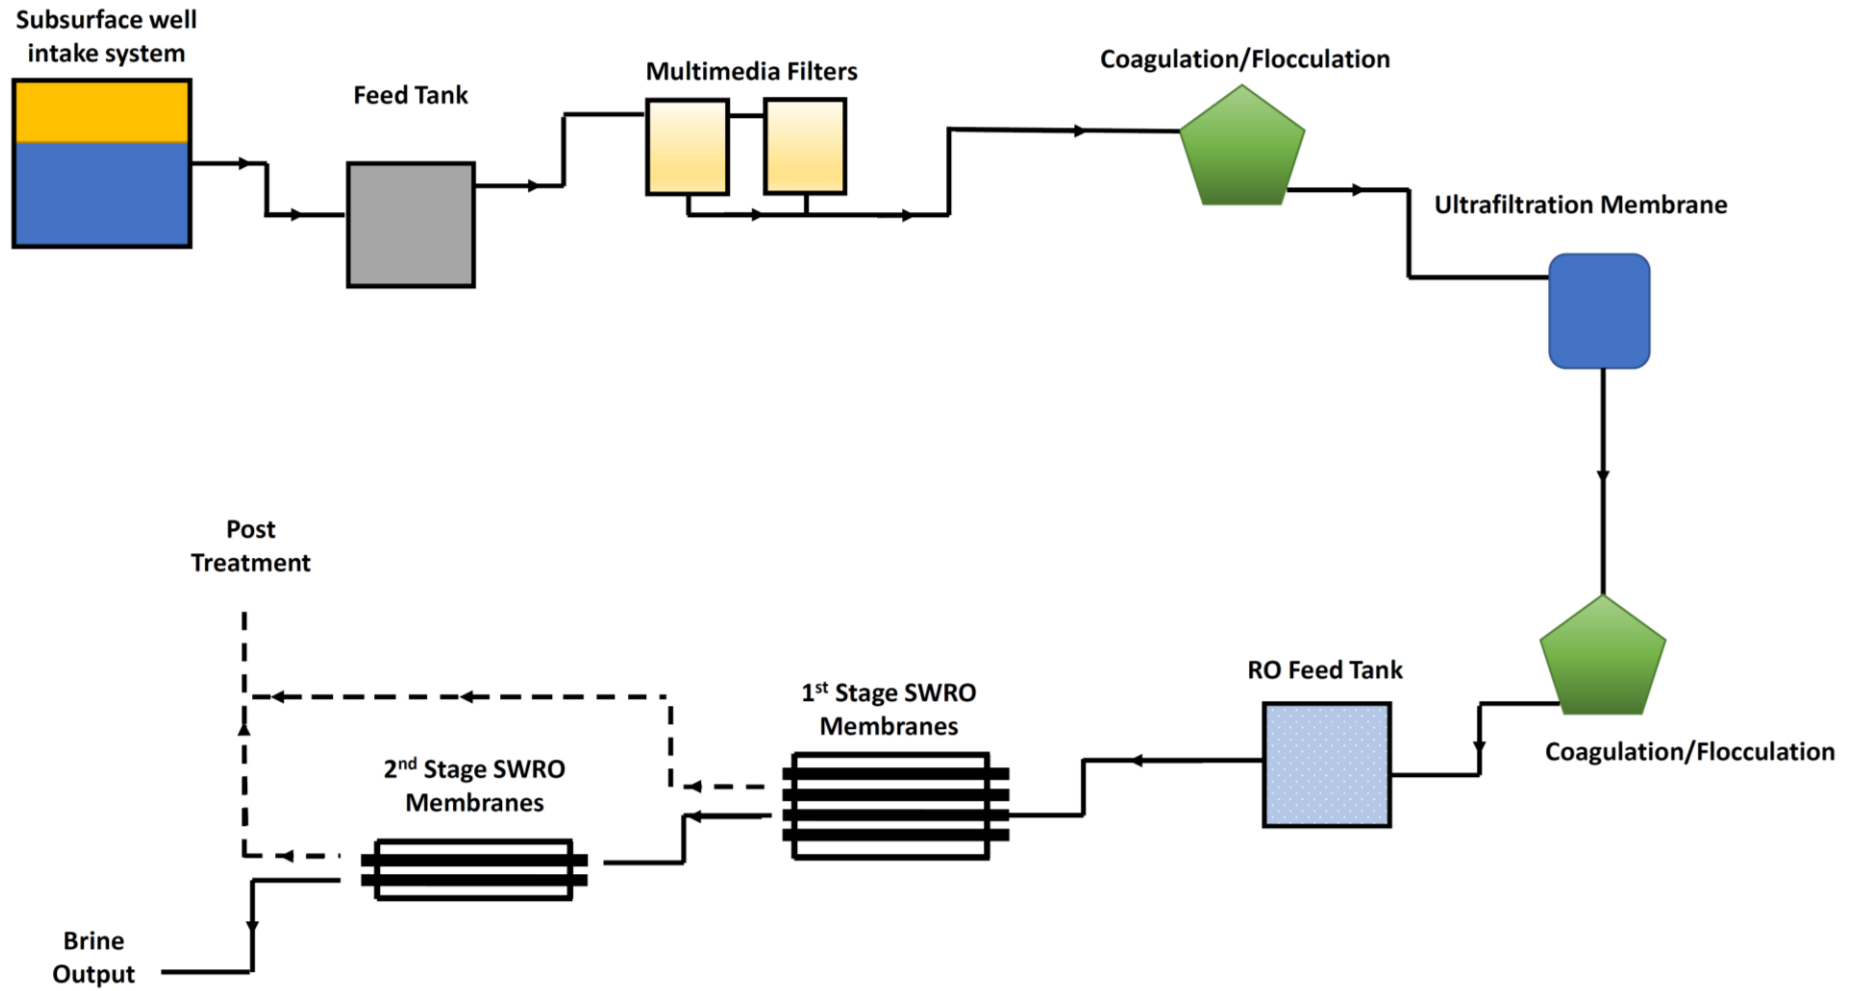 Subsurface well
intake system
Feed Tank
Multimedia Filters
Coagulation/Flocculation
Ultrafiltration Membrane
Coagulation/Flocculation
RO Feed Tank
1st Stage SWRO
Membranes
2nd Stage SWRO
Membranes
Post
Treatment
Brine
Output